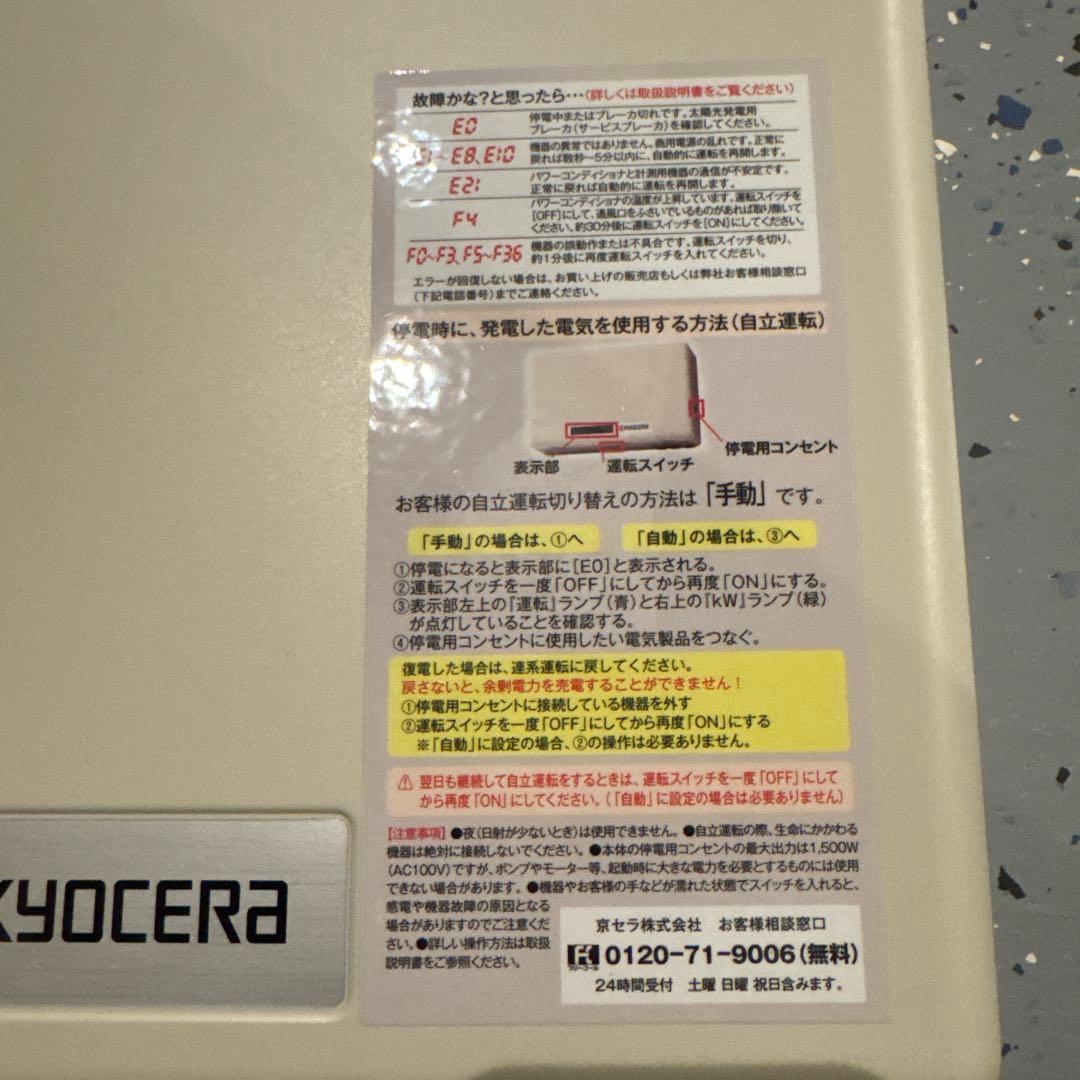 故障かな？と思ったら…（詳しくは取扱説明書をご覧ください）
E0
停電中またはブレーカ切れです。太陽光発電用
ブレーカ（サービスブレーカ）を確認してください。
E1～E8、E10
機器の異常ではありません。商用電源の乱れです。正常に
戻れば数秒～5分以内に、自動的に運転を再開します。
E21
パワーコンディショナと計測用機器の通信が不安定です。
正常に戻れば自動的に運転を再開します。
F4
パワーコンディショナの温度が上昇しています。運転スイッチを
［OFF］にして、通風口をふさいでいるものがあれば取り除いて
ください。約30分後に運転スイッチを［ON］にしてください。
F0～F3、F5～F36
機器の誤動作または不具合です。運転スイッチを切り、
約1分後に再度運転スイッチを入れてください。
エラーが回復しない場合は、お買い上げの販売店もしくは弊社お客様相談窓口
（下記電話番号）までご連絡ください。
停電時に、発電した電気を使用する方法（自立運転）
KYOCERA
停電用コンセント
表示部
運転スイッチ
お客様の自立運転切り替えの方法は「手動」です。
「手動」の場合は、①へ
「自動」の場合は、③へ
①停電になると表示部に［E0］と表示される。
②運転スイッチを一度「OFF」にしてから再度「ON」にする。
③表示部左上の『運転』ランプ（青）と右上の『kW』ランプ（緑）
が点灯していることを確認する。
④停電用コンセントに使用したい電気製品をつなぐ。
復電した場合は、連系運転に戻してください。
戻さないと、余剰電力を売電することができません！
①停電用コンセントに接続している機器を外す
②運転スイッチを一度「OFF」にしてから再度「ON」にする
※「自動」に設定の場合、②の操作は必要ありません。
⚠ 翌日も継続して自立運転をするときは、運転スイッチを一度「OFF」にして
から再度「ON」にしてください。（「自動」に設定の場合は必要ありません）
【注意事項】●夜（日射が少ないとき）は使用できません。●自立運転の際、生命にかかわる
機器は絶対に接続しないでください。●本体の停電用コンセントの最大出力は1,500W
（AC100V）ですが、ポンプやモーター等、起動時に大きな電力を必要とするものには使用
できない場合があります。●機器やお客様の手などが濡れた状態でスイッチを入れると、
感電や機器故障の原因となる
場合がありますのでご注意くだ
さい。●詳しい操作方法は取扱
説明書をご参照ください。
京セラ株式会社 お客様相談窓口
フリーコール 0120-71-9006（無料）
24時間受付 土曜 日曜 祝日含みます。
KYOCERA